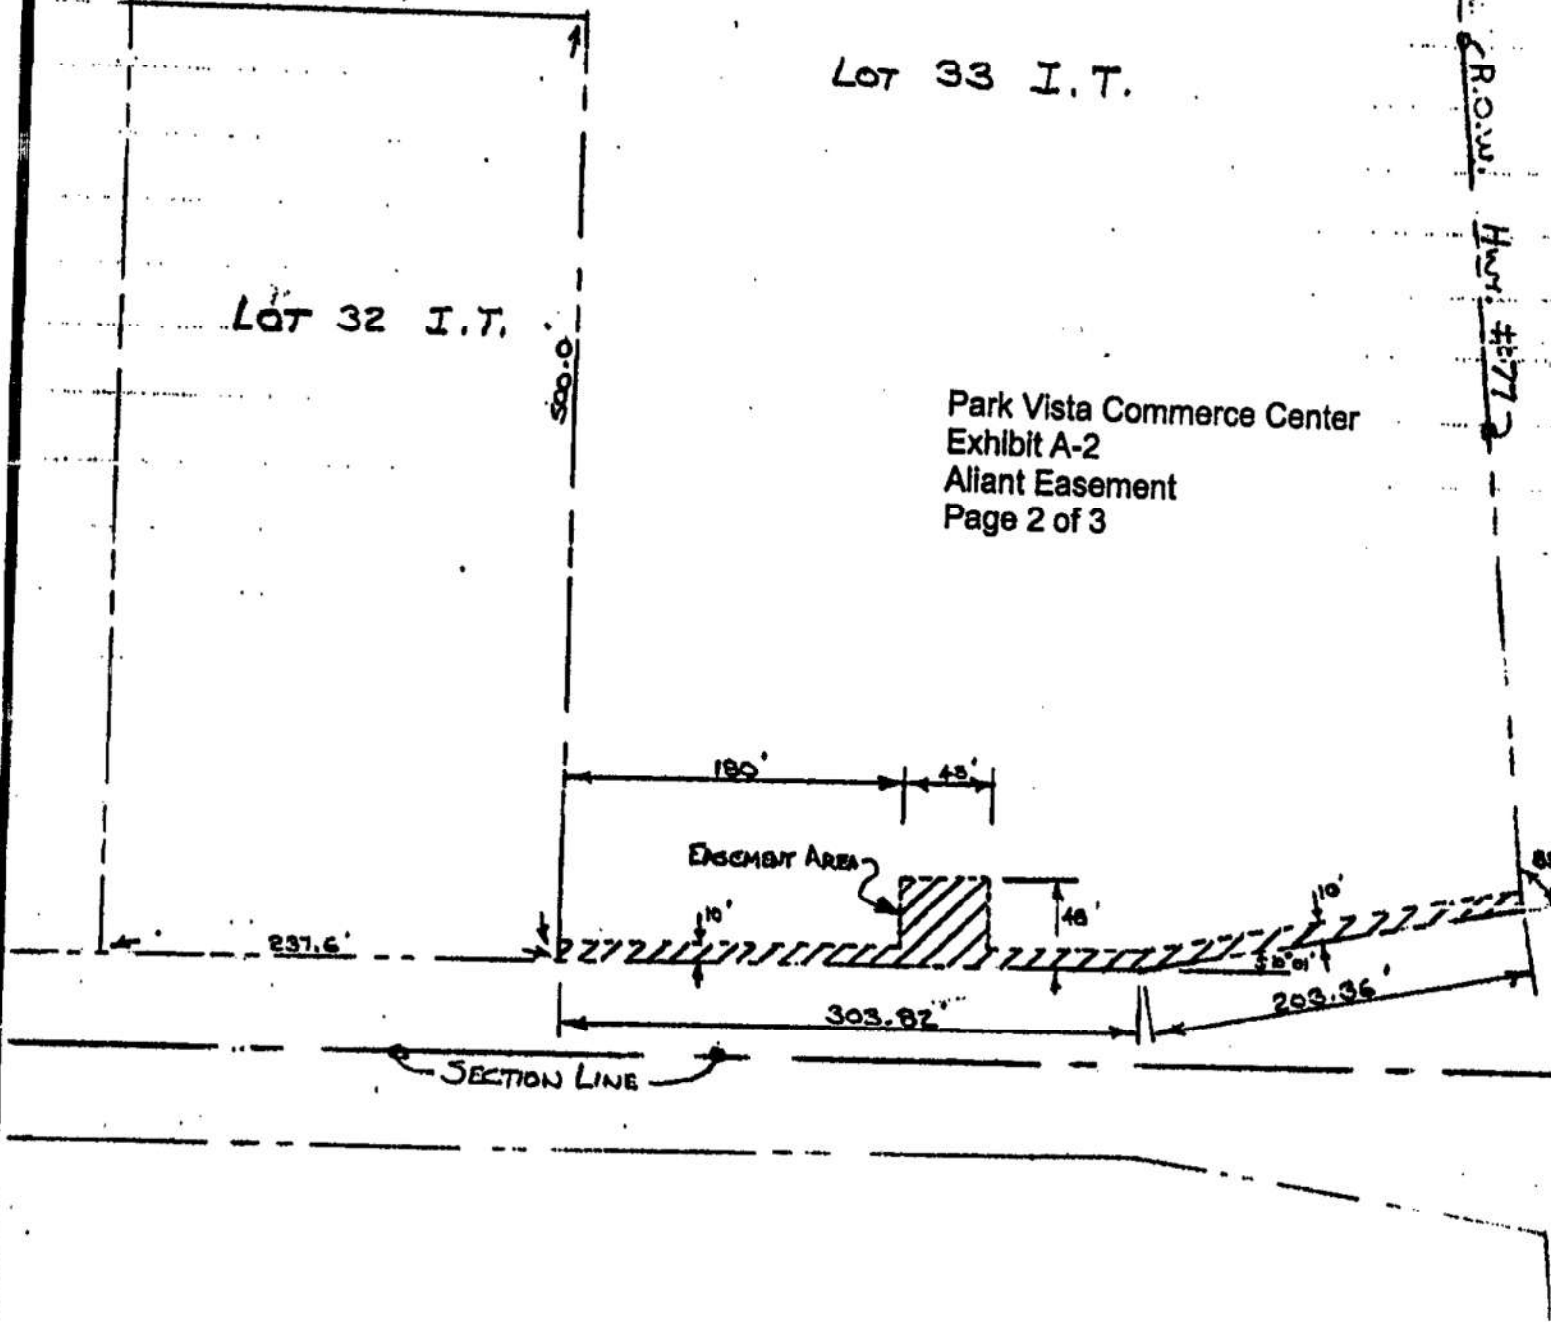 LOT 33 I.T.
R.O.W. HWY. #77
LOT 32 I.T.
500.0
Park Vista Commerce Center
Exhibit A-2
Aliant Easement
Page 2 of 3
180'
48'
EASEMENT AREA
10'
48'
10'
237.6'
303.82'
203.36'
SECTION LINE